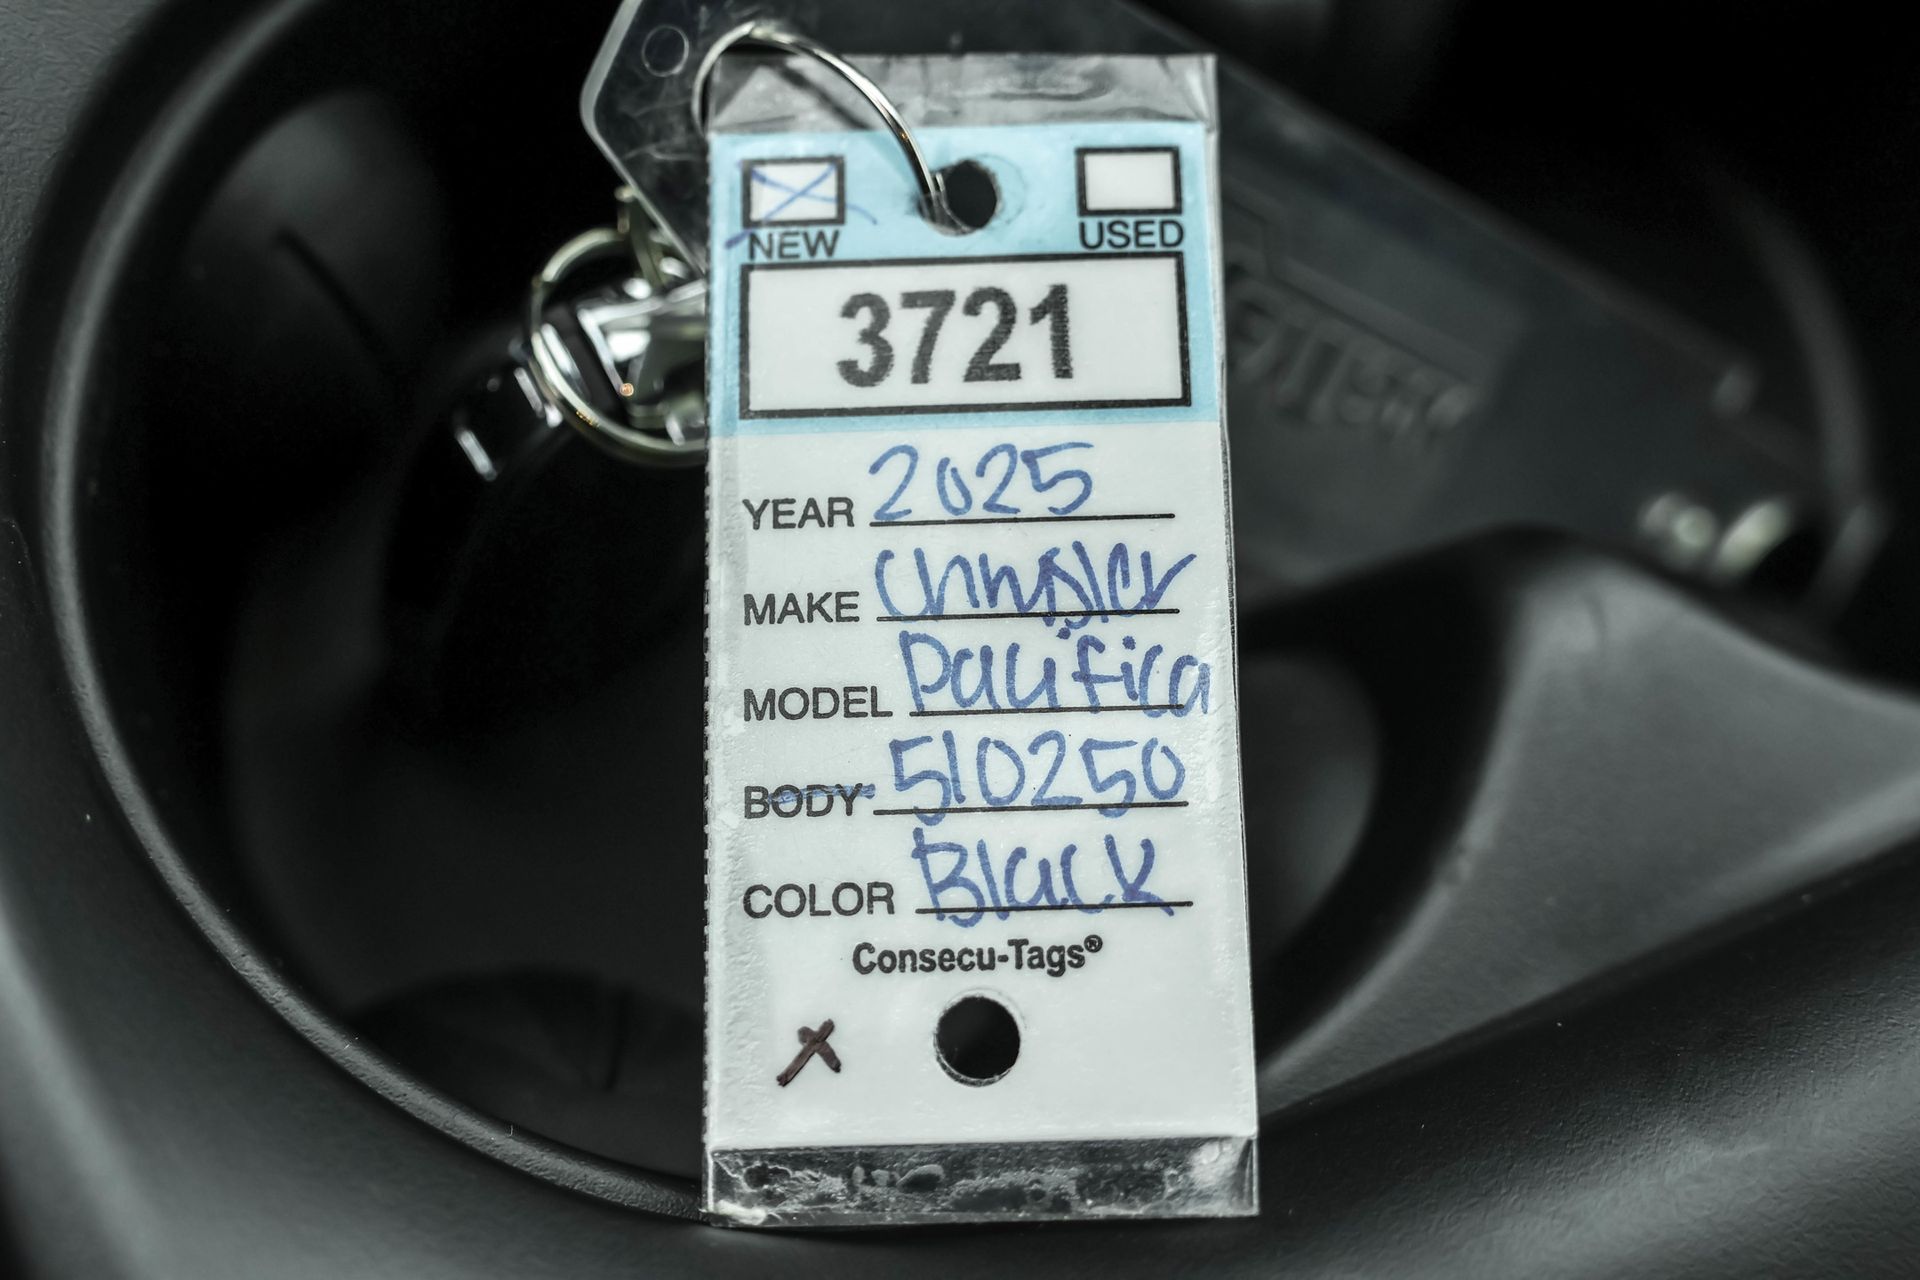 NEW USED
3721
YEAR 2025
MAKE Chrysler
MODEL Pacifica
BODY 510250
COLOR Black
Consecu-Tags®
X